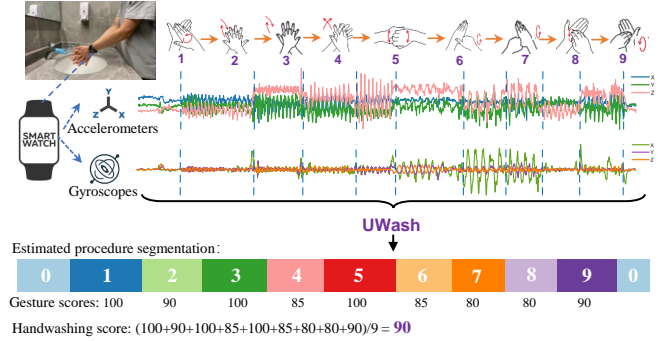 1 2 3 4 5 6 7 8 9
X
Y
Z
Y
Z X
Accelerometers
SMART
WATCH
X
Y
Z
Gyroscopes
UWash
Estimated procedure segmentation:
0 1 2 3 4 5 6 7 8 9 0
Gesture scores: 100 90 100 85 100 85 80 80 90
Handwashing score: (100+90+100+85+100+85+80+80+90)/9 = 90